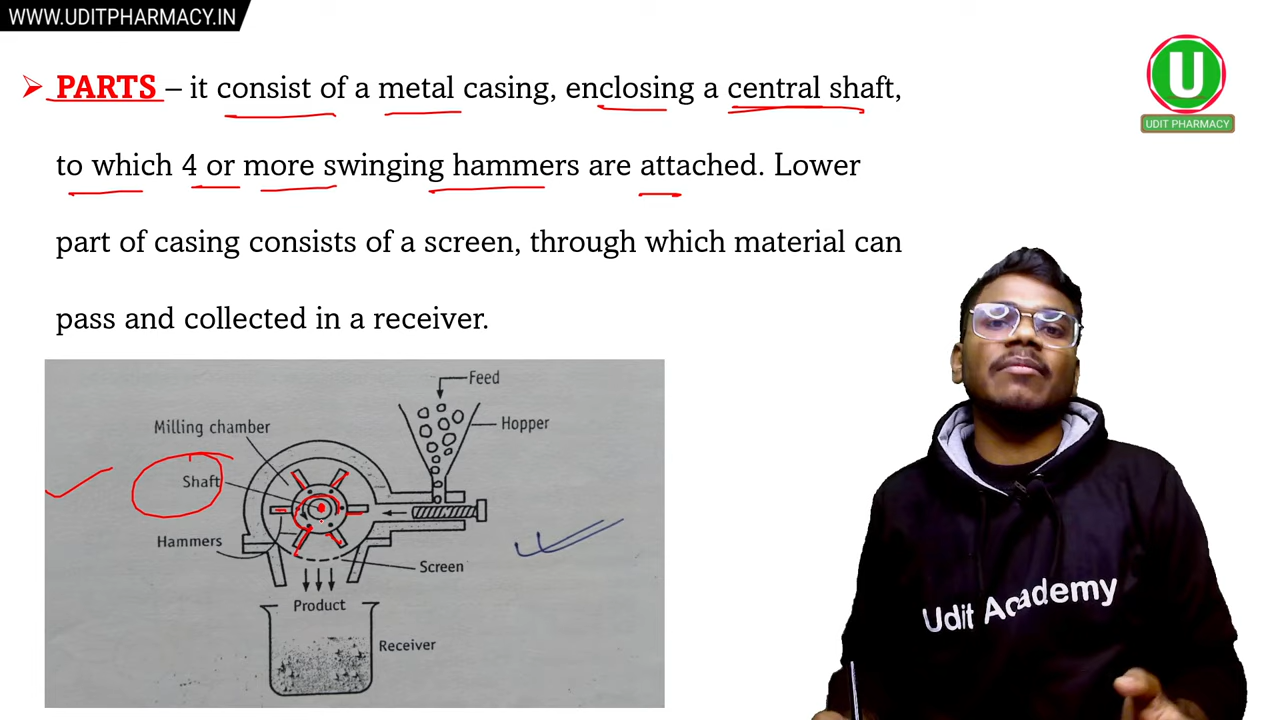 WWW.UDITPHARMACY.IN
➢ PARTS – it consist of a metal casing, enclosing a central shaft,
to which 4 or more swinging hammers are attached. Lower
part of casing consists of a screen, through which material can
pass and collected in a receiver.
U
UDIT PHARMACY
Feed
Hopper
Milling chamber
Shaft
Hammers
Screen
Product
Receiver
Udit Academy